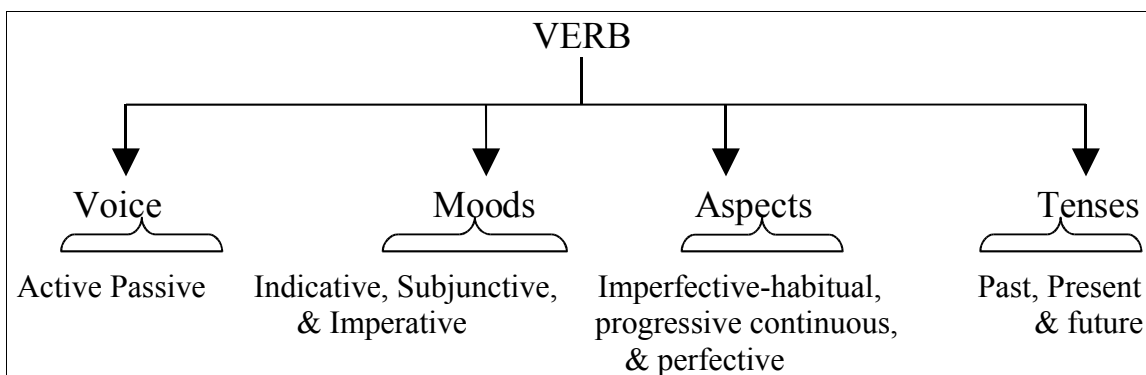 VERB
Voice Moods Aspects Tenses
Active Passive Indicative, Subjunctive, Imperfective-habitual, Past, Present
& Imperative progressive continuous, & future
& perfective